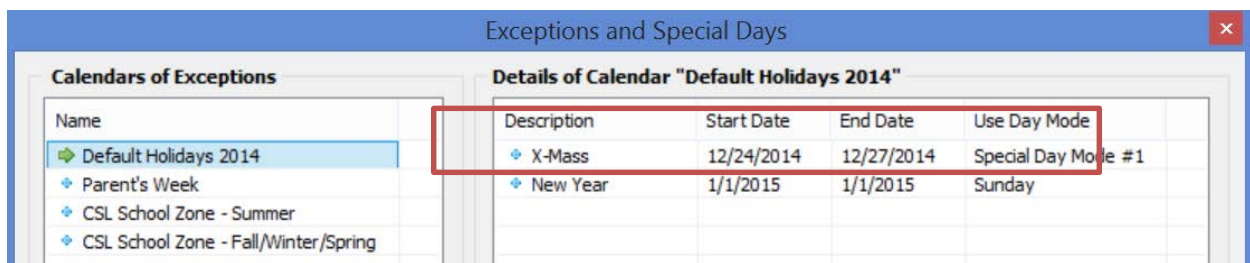 Exceptions and Special Days
Calendars of Exceptions
Name
Default Holidays 2014
Parent's Week
CSL School Zone - Summer
CSL School Zone - Fall/Winter/Spring
Details of Calendar "Default Holidays 2014"
Description Start Date End Date Use Day Mode
X-Mass 12/24/2014 12/27/2014 Special Day Mode #1
New Year 1/1/2015 1/1/2015 Sunday